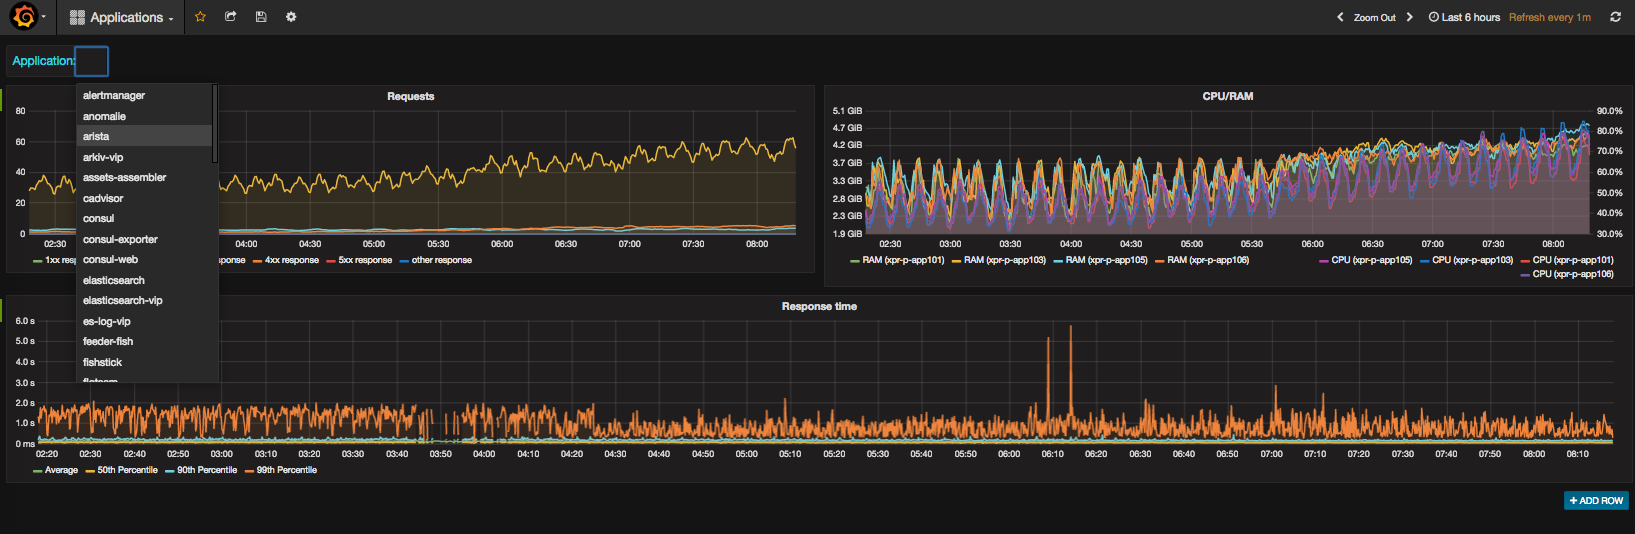 Applications
Zoom Out
Last 6 hours
Refresh every 1m
Application:
alertmanager
anomalie
arista
arkiv-vip
assets-assembler
cadvisor
consul
consul-exporter
consul-web
elasticsearch
elasticsearch-vip
es-log-vip
feeder-fish
fishstick
Requests
80
60
40
20
0
02:30 04:00 04:30 05:00 05:30 06:00 06:30 07:00 07:30 08:00
1xx response 4xx response 5xx response other response
CPU/RAM
5.1 GiB 90.0%
4.7 GiB 80.0%
4.2 GiB 70.0%
3.7 GiB 60.0%
3.3 GiB 50.0%
2.8 GiB 40.0%
2.3 GiB 30.0%
1.9 GiB
02:30 03:00 03:30 04:00 04:30 05:00 05:30 06:00 06:30 07:00 07:30 08:00
RAM (xpr-p-app101) RAM (xpr-p-app103) RAM (xpr-p-app105) RAM (xpr-p-app106) CPU (xpr-p-app105) CPU (xpr-p-app103) CPU (xpr-p-app101)
CPU (xpr-p-app106)
Response time
6.0 s
5.0 s
4.0 s
3.0 s
2.0 s
1.0 s
0 ms
02:20 02:30 02:40 02:50 03:00 03:10 03:20 03:30 03:40 03:50 04:00 04:10 04:20 04:30 04:40 04:50 05:00 05:10 05:20 05:30 05:40 05:50 06:00 06:10 06:20 06:30 06:40 06:50 07:00 07:10 07:20 07:30 07:40 07:50 08:00 08:10
Average 50th Percentile 90th Percentile 99th Percentile
+ ADD ROW